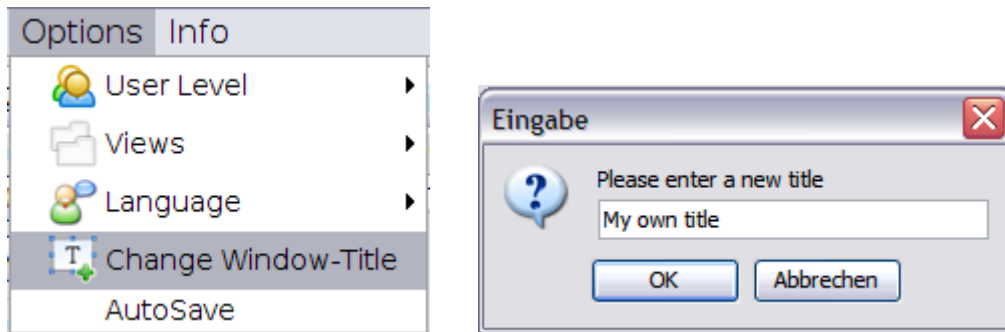 Options Info
User Level
Views
Language
Change Window-Title
AutoSave
Eingabe
Please enter a new title
My own title
OK Abbrechen